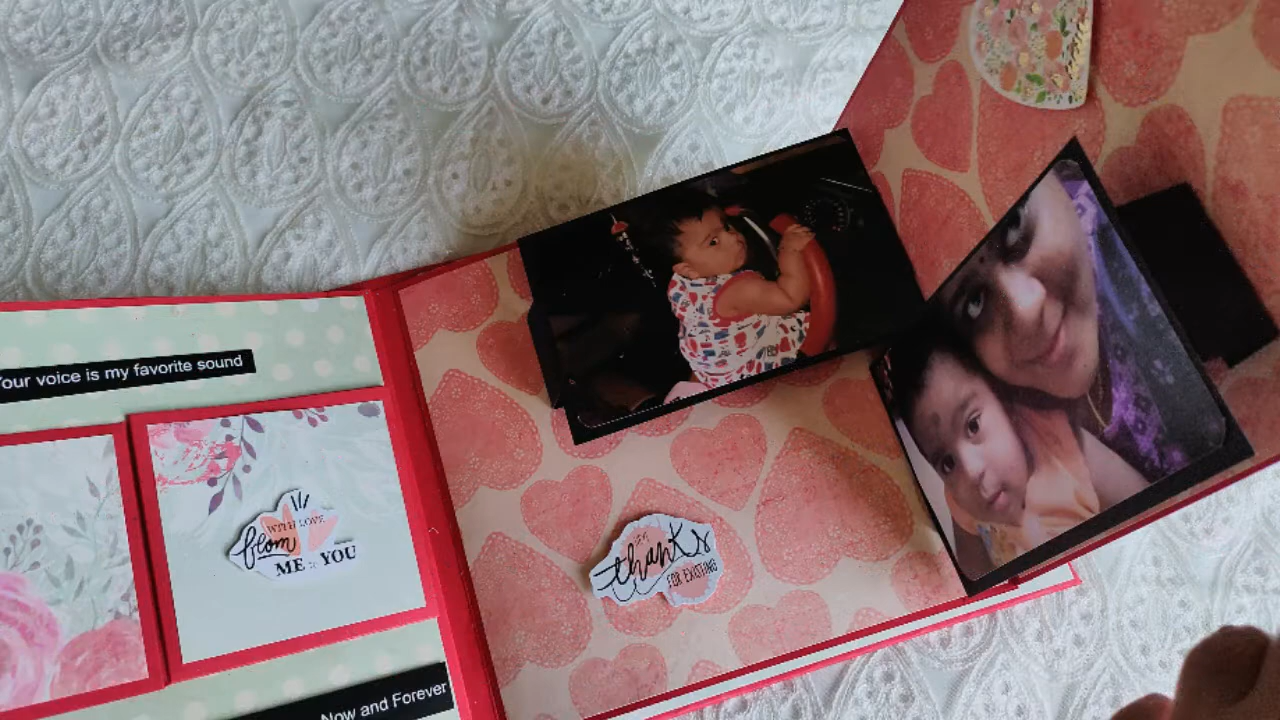 Your voice is my favorite sound
WITH LOVE
from
ME to YOU
Now and Forever
thanks
FOR EXISTING